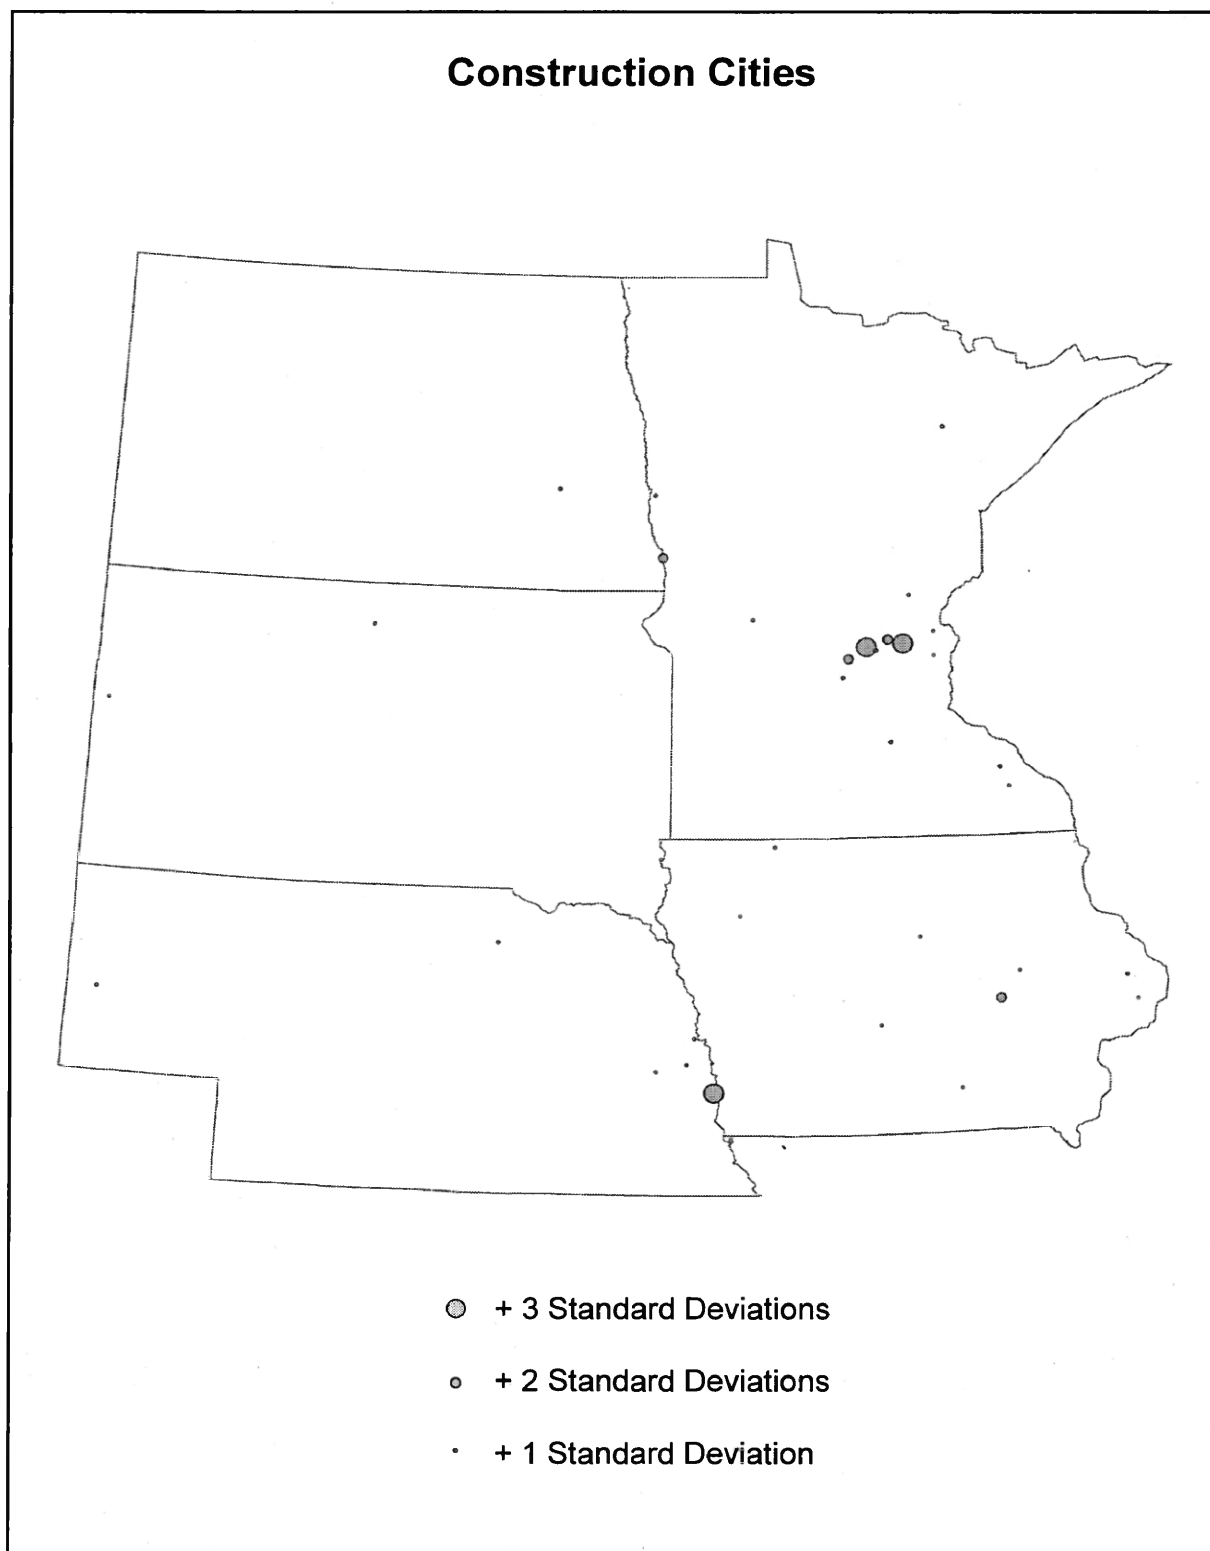 Construction Cities
+ 3 Standard Deviations
+ 2 Standard Deviations
+ 1 Standard Deviation